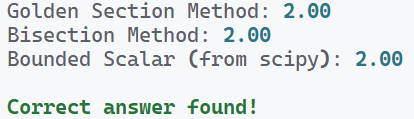 Golden Section Method: 2.00
Bisection Method: 2.00
Bounded Scalar (from scipy): 2.00
Correct answer found!